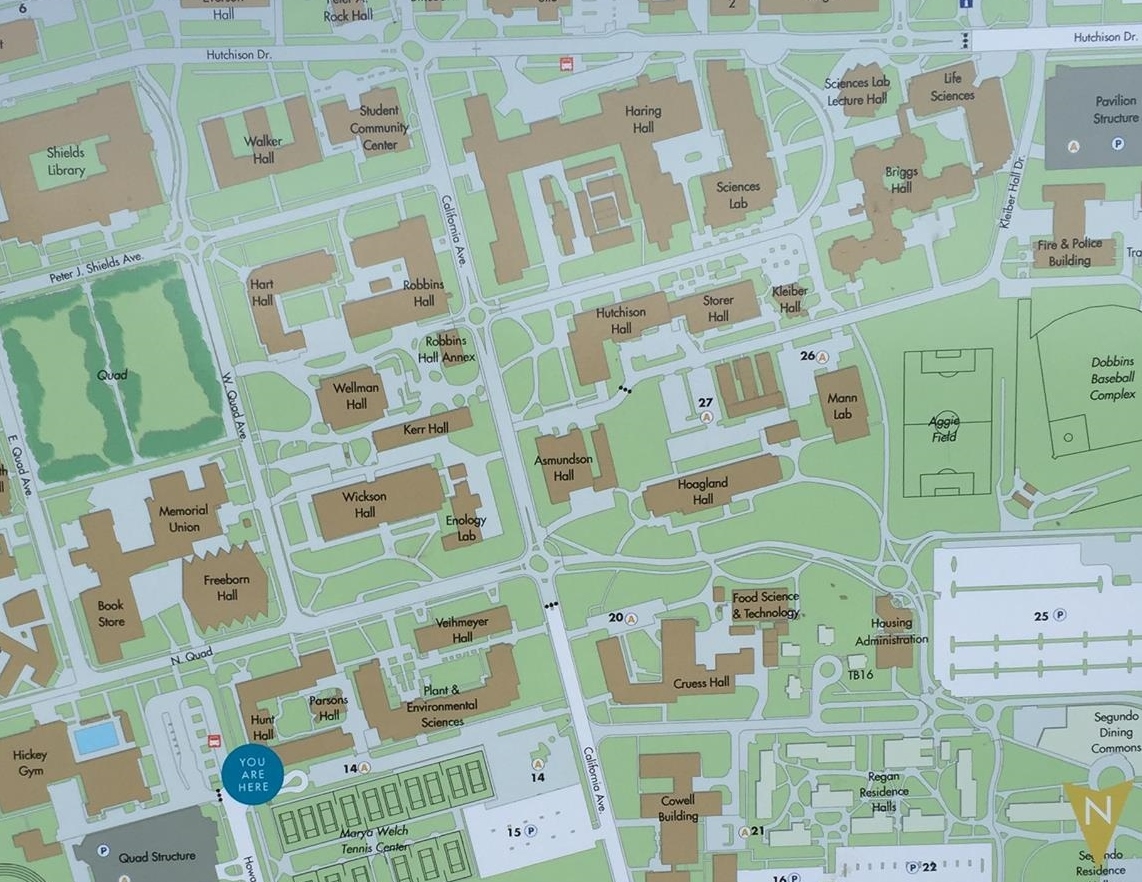 6
Hall
Rock Hall
2
Hutchison Dr.
Hutchison Dr.
Sciences Lab
Lecture Hall
Life
Sciences
Pavilion
Structure
A
P
Student
Community
Center
Haring
Hall
Walker
Hall
Shields
Library
Briggs
Hall
Sciences
Lab
Kleiber Hall Dr.
California Ave.
Fire & Police
Building
Tra
Peter J. Shields Ave.
Hart
Hall
Robbins
Hall
Storer
Hall
Kleiber
Hall
Hutchison
Hall
Robbins
Hall Annex
26 A
Quad
Dobbins
Baseball
Complex
Wellman
Hall
W. Quad Ave.
27
A
Mann
Lab
Kerr Hall
Aggie
Field
E. Quad Ave.
Asmundson
Hall
Hoagland
Hall
Wickson
Hall
Memorial
Union
Enology
Lab
Freeborn
Hall
Book
Store
Food Science
& Technology
20 A
25 P
Veihmeyer
Hall
Housing
Administration
N. Quad
TB16
Cruess Hall
Plant &
Environmental
Sciences
Parsons
Hall
Hunt
Hall
Segundo
Dining
Commons
Hickey
Gym
YOU
ARE
HERE
14 A
A
14
California Ave.
Regan
Residence
Halls
Cowell
Building
N
Marya Welch
Tennis Center
15 P
A 21
P
Quad Structure
Howa
A
P 22
16 P
Segundo
Residence